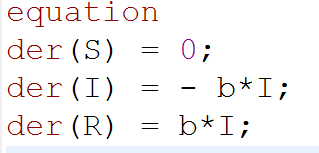 equation
der(S) = 0;
der(I) = - b*I;
der(R) = b*I;